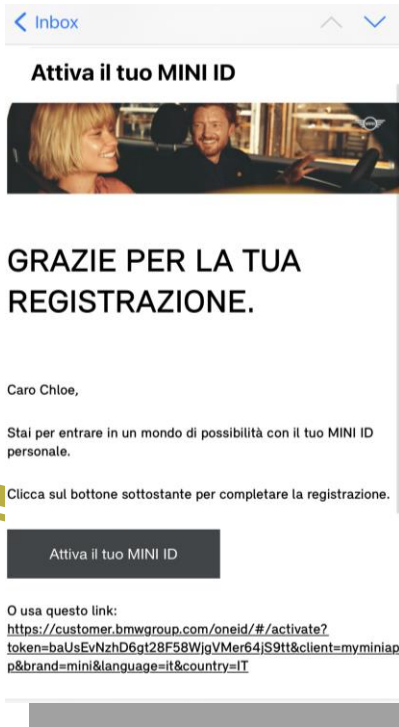 Inbox
Attiva il tuo MINI ID
GRAZIE PER LA TUA
REGISTRAZIONE.
Caro Chloe,
Stai per entrare in un mondo di possibilità con il tuo MINI ID
personale.
Clicca sul bottone sottostante per completare la registrazione.
Attiva il tuo MINI ID
O usa questo link:
https://customer.bmwgroup.com/oneid/#/activate?
token=baUsEvNzhD6gt28F58WjgVMer64jS9tt&client=myminiap
p&brand=mini&language=it&country=IT